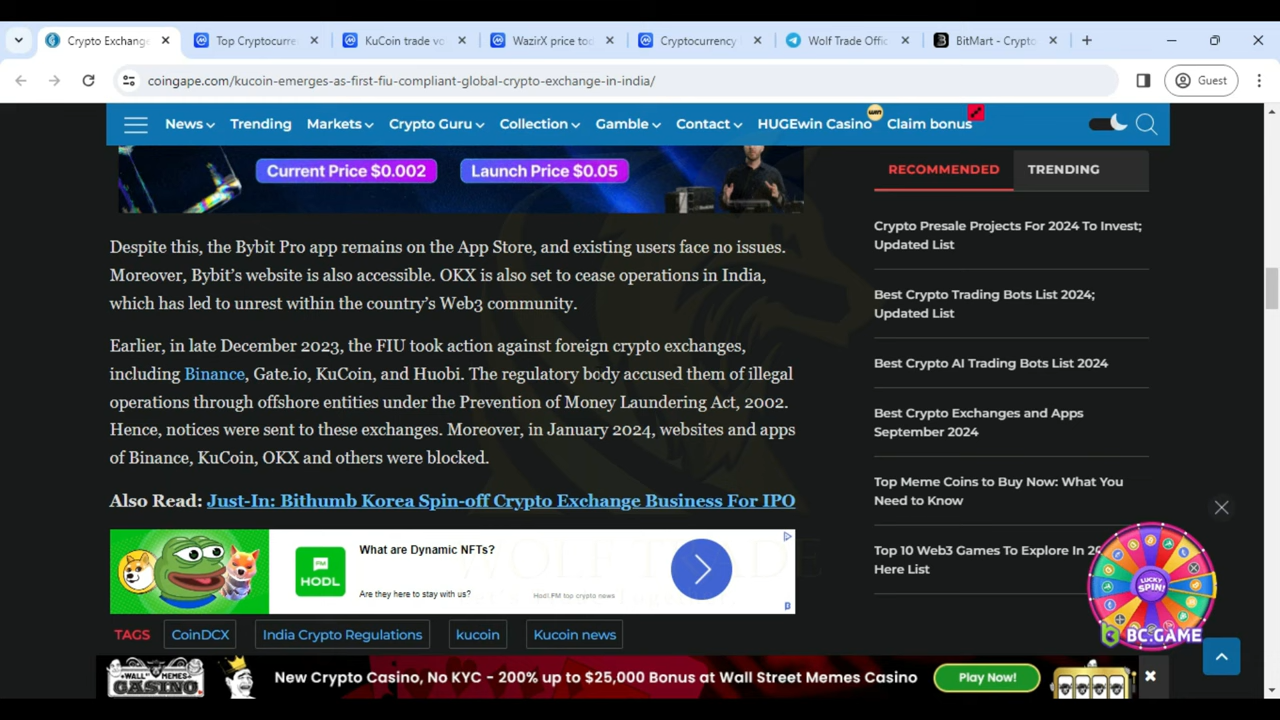 Crypto Exchang
Top Cryptocurre
KuCoin trade vo
WazirX price too
Cryptocurrency
Wolf Trade Offic
BitMart - Crypto
coingape.com/kucoin-emerges-as-first-fiu-compliant-global-crypto-exchange-in-india/
Guest
News
Trending
Markets
Crypto Guru
Collection
Gamble
Contact
HUGEwin Casino
win
Claim bonus
Current Price $0.002
Launch Price $0.05
Despite this, the Bybit Pro app remains on the App Store, and existing users face no issues.
Moreover, Bybit's website is also accessible. OKX is also set to cease operations in India,
which has led to unrest within the country's Web3 community.
Earlier, in late December 2023, the FIU took action against foreign crypto exchanges,
including Binance, Gate.io, KuCoin, and Huobi. The regulatory body accused them of illegal
operations through offshore entities under the Prevention of Money Laundering Act, 2002.
Hence, notices were sent to these exchanges. Moreover, in January 2024, websites and apps
of Binance, KuCoin, OKX and others were blocked.
Also Read: Just-In: Bithumb Korea Spin-off Crypto Exchange Business For IPO
FM
HODL
What are Dynamic NFTs?
Are they here to stay with us?
Hodl.FM top crypto news
WOLF TRADE
TAGS
CoinDCX
India Crypto Regulations
kucoin
Kucoin news
RECOMMENDED
TRENDING
Crypto Presale Projects For 2024 To Invest;
Updated List
Best Crypto Trading Bots List 2024;
Updated List
Best Crypto AI Trading Bots List 2024
Best Crypto Exchanges and Apps
September 2024
Top Meme Coins to Buy Now: What You
Need to Know
Top 10 Web3 Games To Explore In 20
Here List
LUCKY
SPIN!
BC.GAME
WALL ST
MEMES
CASINO
New Crypto Casino, No KYC - 200% up to $25,000 Bonus at Wall Street Memes Casino
Play Now!